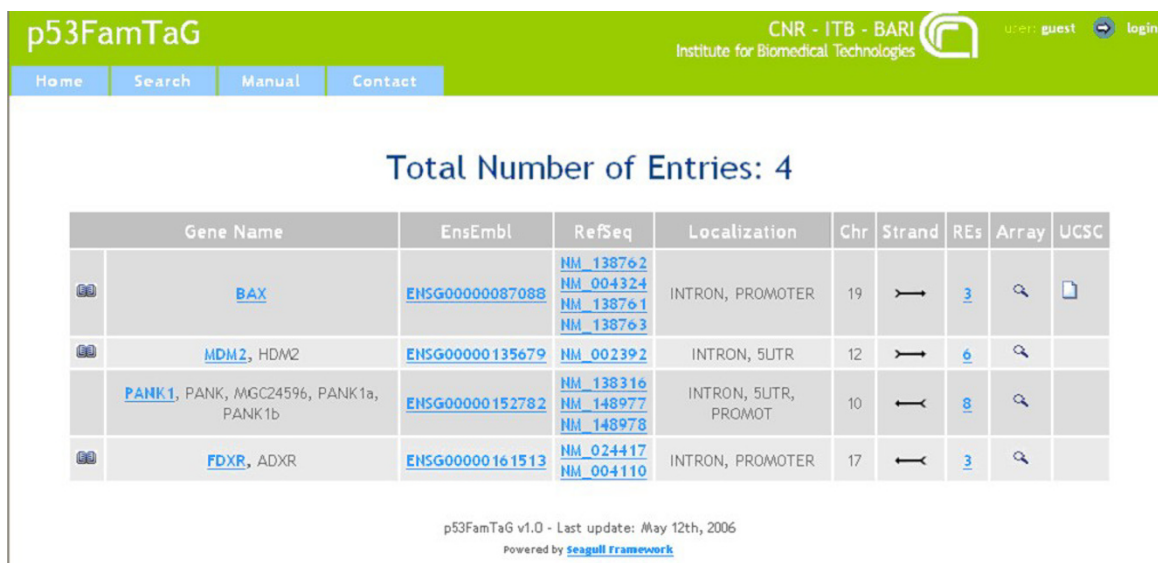 p53FamTaG
CNR - ITB - BARI
Institute for Biomedical Technologies
user: guest login
Home Search Manual Contact
Total Number of Entries: 4
Gene Name EnsEmbl RefSeq Localization Chr Strand REs Array UCSC
BAX ENSG00000087088 NM_138762 NM_004324 NM_138761 NM_138763 INTRON, PROMOTER 19 3
MDM2, HDM2 ENSG00000135679 NM_002392 INTRON, 5UTR 12 6
PANK1, PANK, MGC24596, PANK1a, PANK1b ENSG00000152782 NM_138316 NM_148977 NM_148978 INTRON, 5UTR, PROMOT 10 8
FDXR, ADXR ENSG00000161513 NM_024417 NM_004110 INTRON, PROMOTER 17 3
p53FamTaG v1.0 - Last update: May 12th, 2006
Powered by Seagull Framework